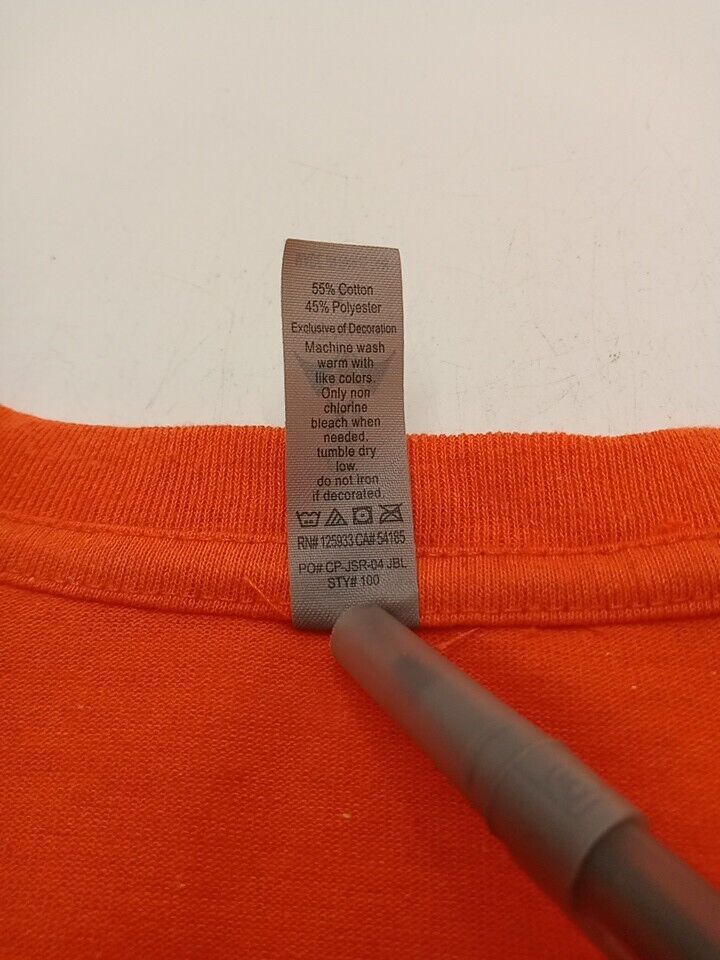 55% Cotton
45% Polyester
Exclusive of Decoration
Machine wash
warm with
like colors.
Only non
chlorine
bleach when
needed.
tumble dry
low.
do not iron
if decorated.
RN# 125933 CA# 54185
PO# CP-JSR-04 JBL
STY# 100